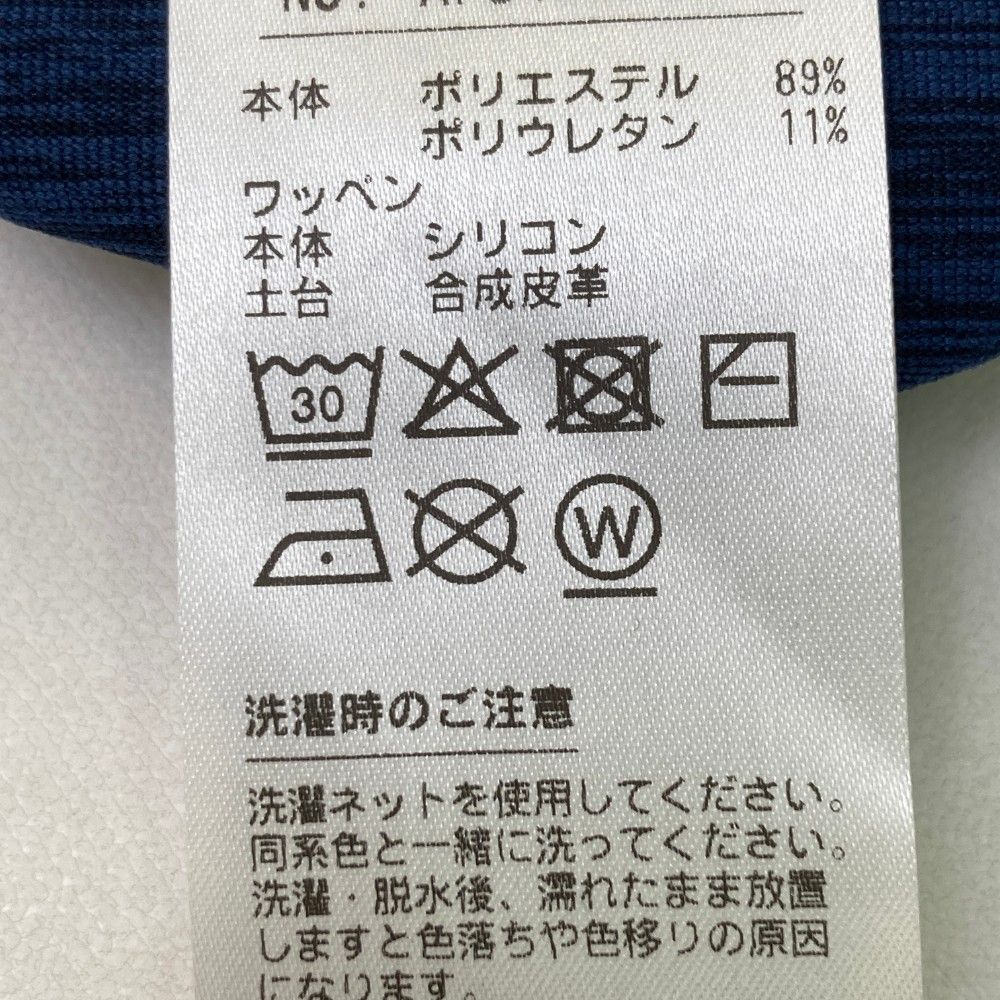 本体 ポリエステル 89%
ポリウレタン 11%
ワッペン
本体 シリコン
土台 合成皮革
30
W
洗濯時のご注意
洗濯ネットを使用してください。
同系色と一緒に洗ってください。
洗濯・脱水後、濡れたまま放置
しますと色落ちや色移りの原因
になります。